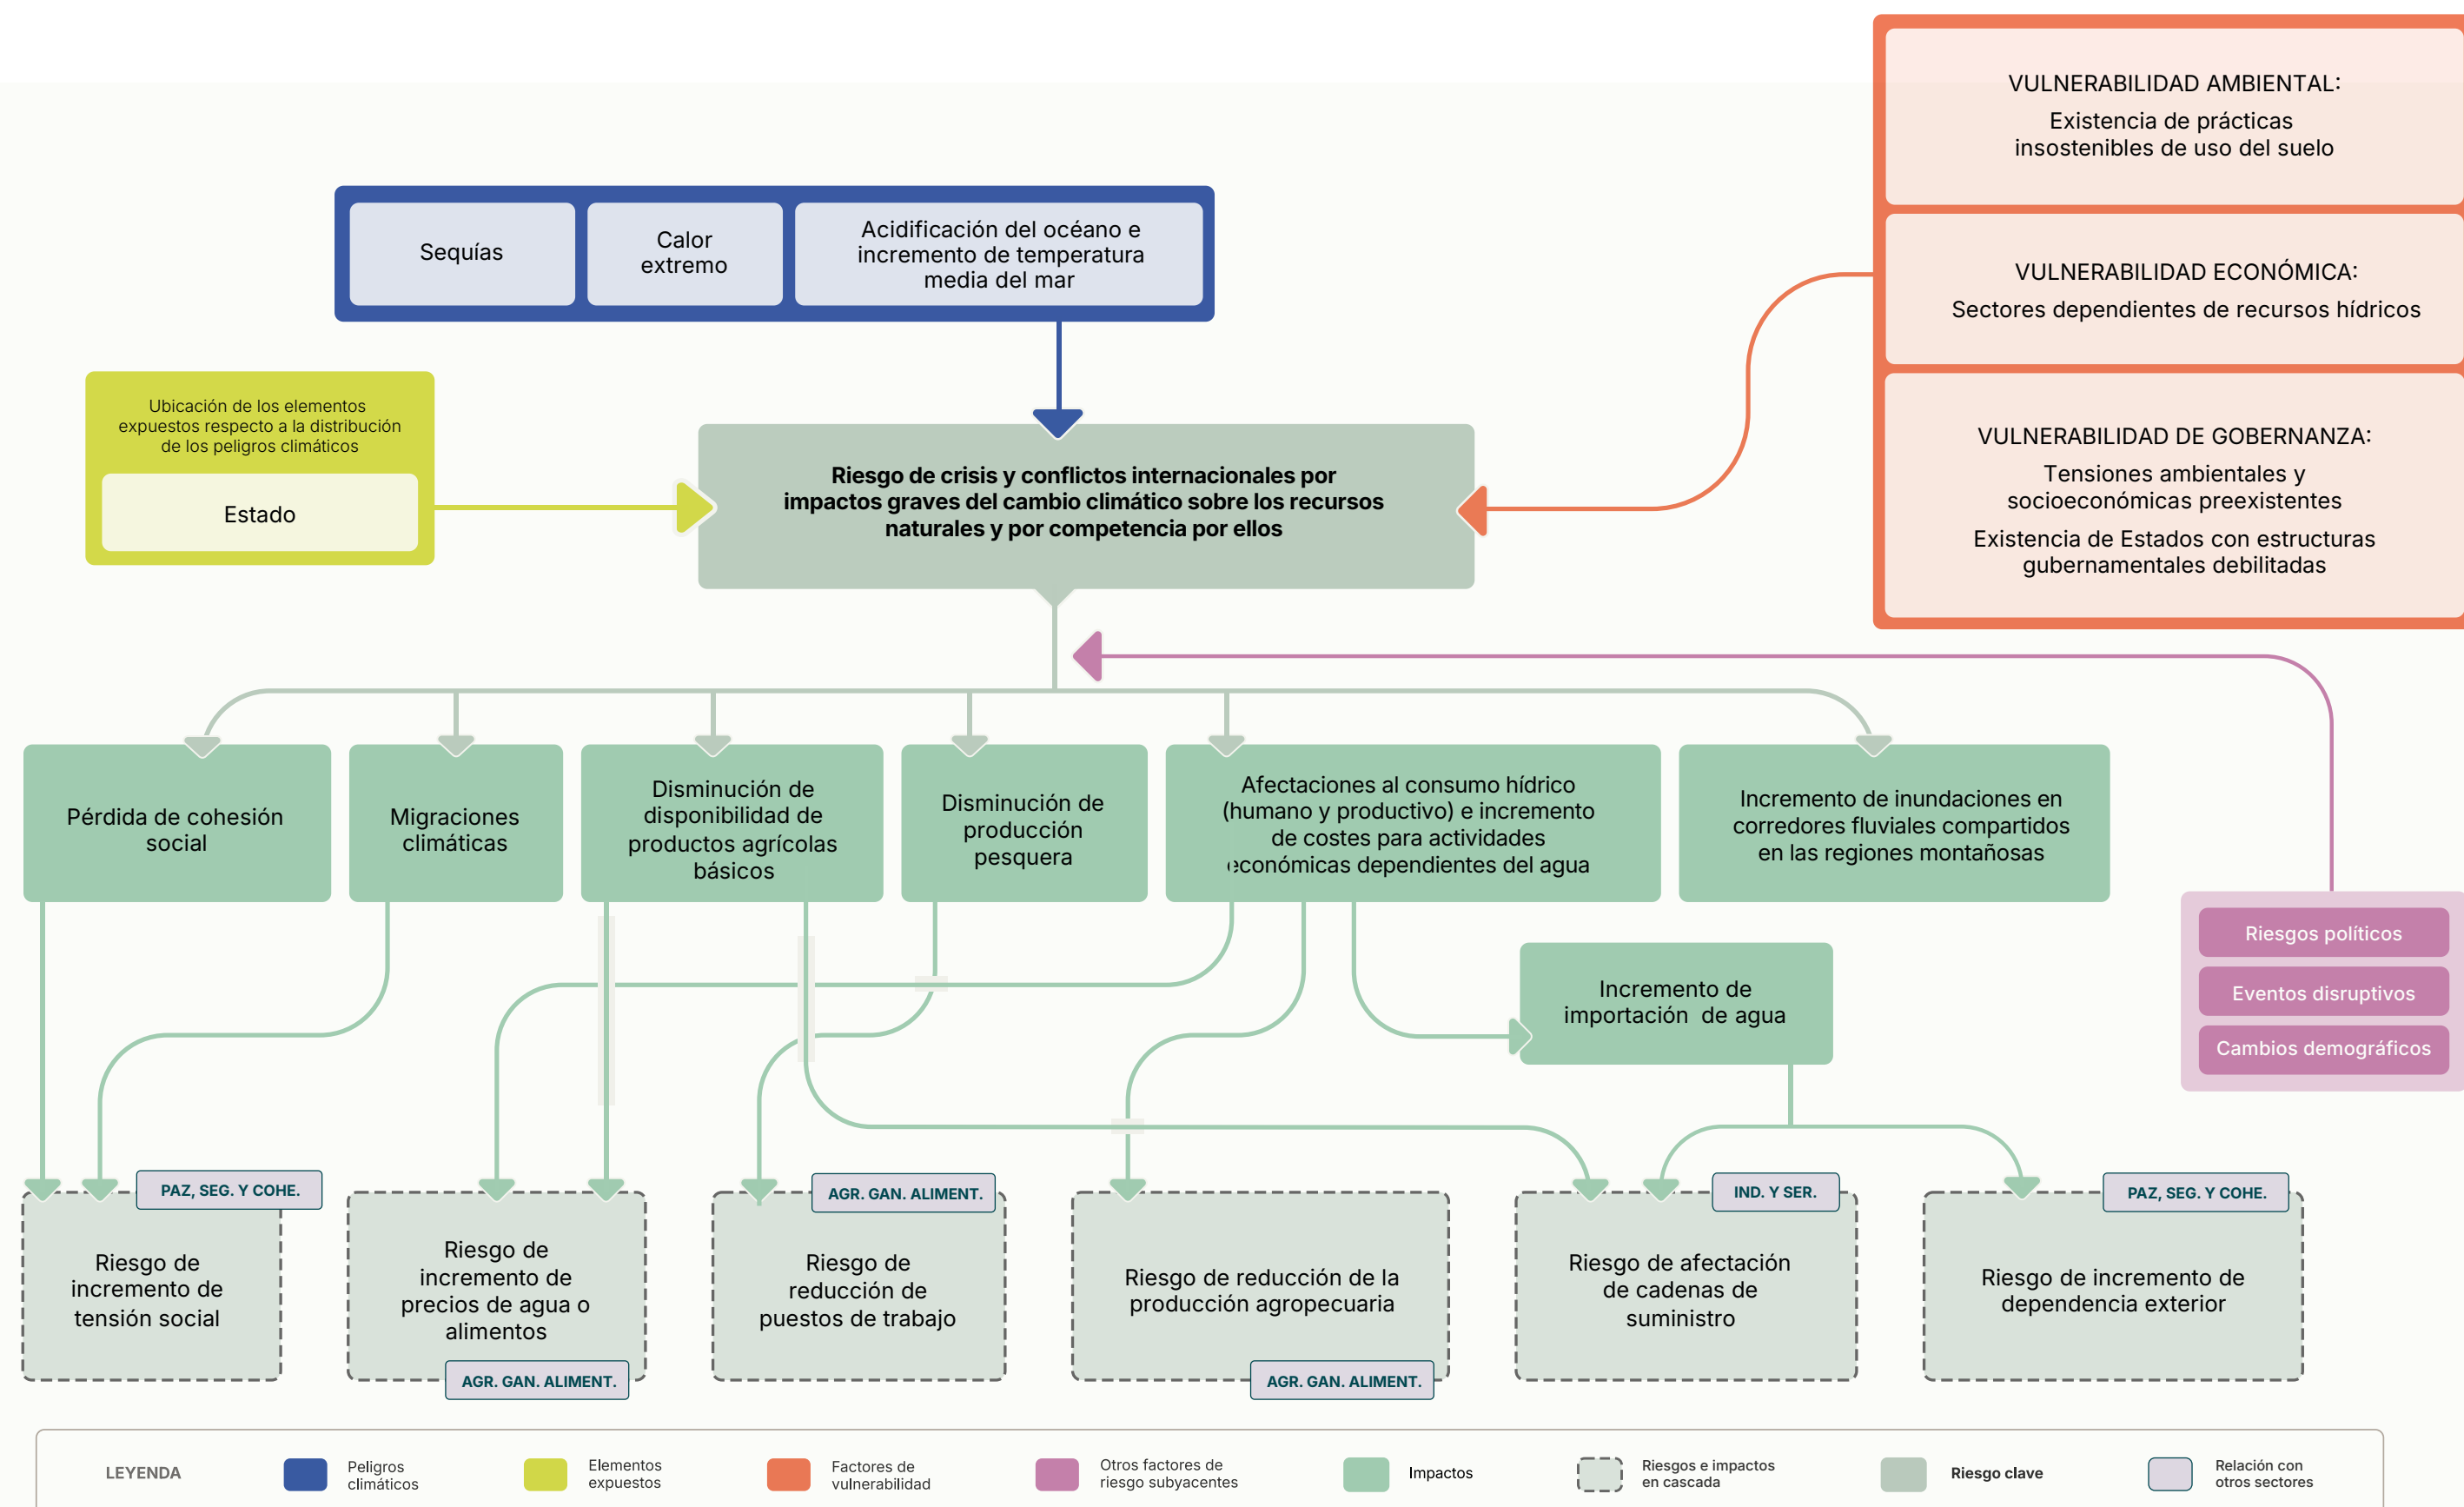 VULNERABILIDAD AMBIENTAL:
Existencia de prácticas
insostenibles de uso del suelo
VULNERABILIDAD ECONÓMICA:
Sectores dependientes de recursos hídricos
VULNERABILIDAD DE GOBERNANZA:
Tensiones ambientales y
socioeconómicas preexistentes
Existencia de Estados con estructuras
gubernamentales debilitadas
Sequías
Calor
extremo
Acidificación del océano e
incremento de temperatura
media del mar
Ubicación de los elementos
expuestos respecto a la distribución
de los peligros climáticos
Estado
Riesgo de crisis y conflictos internacionales por
impactos graves del cambio climático sobre los recursos
naturales y por competencia por ellos
Pérdida de cohesión
social
Migraciones
climáticas
Disminución de
disponibilidad de
productos agrícolas
básicos
Disminución de
producción
pesquera
Afectaciones al consumo hídrico
(humano y productivo) e incremento
de costes para actividades
económicas dependientes del agua
Incremento de inundaciones en
corredores fluviales compartidos
en las regiones montañosas
Riesgos políticos
Eventos disruptivos
Cambios demográficos
Incremento de
importación de agua
PAZ, SEG. Y COHE.
Riesgo de
incremento de
tensión social
Riesgo de
incremento de
precios de agua o
alimentos
AGR. GAN. ALIMENT.
AGR. GAN. ALIMENT.
Riesgo de
reducción de
puestos de trabajo
Riesgo de reducción de la
producción agropecuaria
AGR. GAN. ALIMENT.
IND. Y SER.
Riesgo de afectación
de cadenas de
suministro
PAZ, SEG. Y COHE.
Riesgo de incremento de
dependencia exterior
LEYENDA
Peligros
climáticos
Elementos
expuestos
Factores de
vulnerabilidad
Otros factores de
riesgo subyacentes
Impactos
Riesgos e impactos
en cascada
Riesgo clave
Relación con
otros sectores